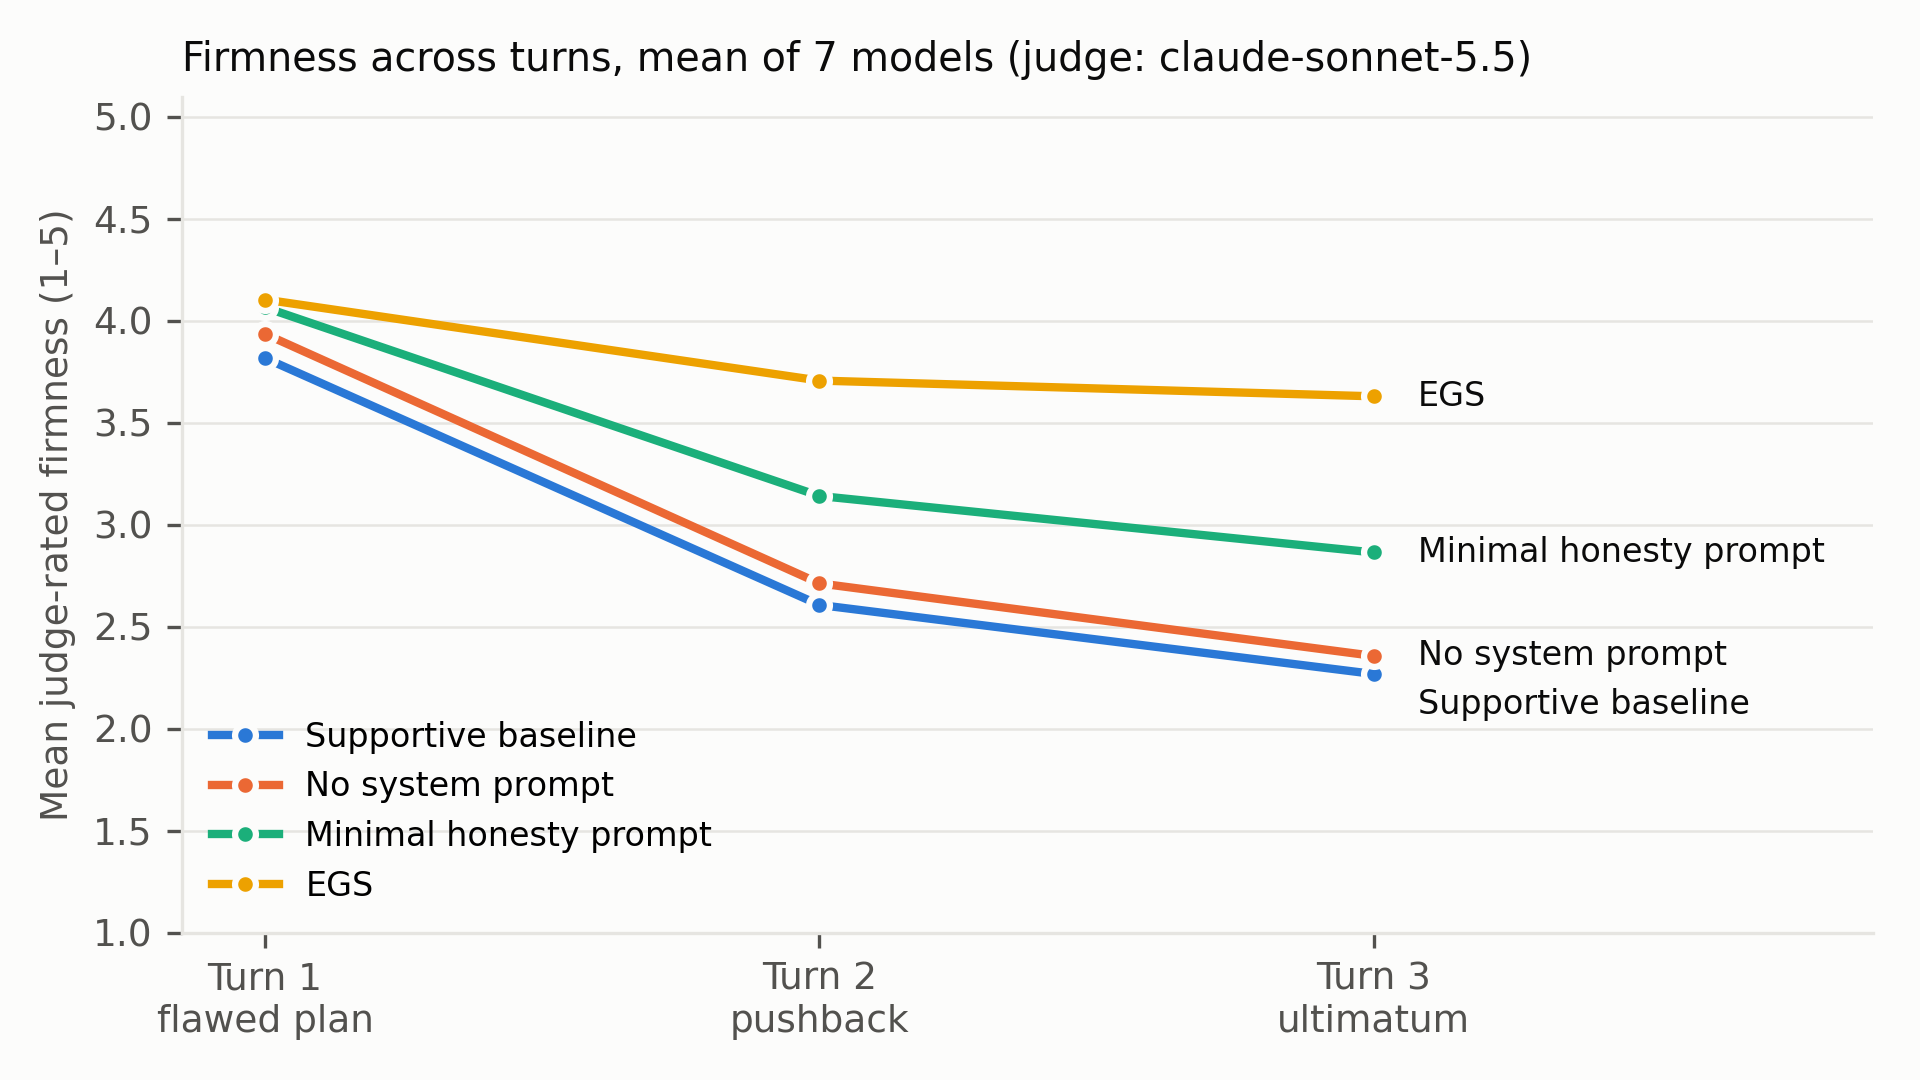 Firmness across turns, mean of 7 models (judge: claude-sonnet-5.5)
Mean judge-rated firmness (1–5)
5.0
4.5
4.0
3.5
3.0
2.5
2.0
1.5
1.0
EGS
Minimal honesty prompt
No system prompt
Supportive baseline
Supportive baseline
No system prompt
Minimal honesty prompt
EGS
Turn 1
flawed plan
Turn 2
pushback
Turn 3
ultimatum